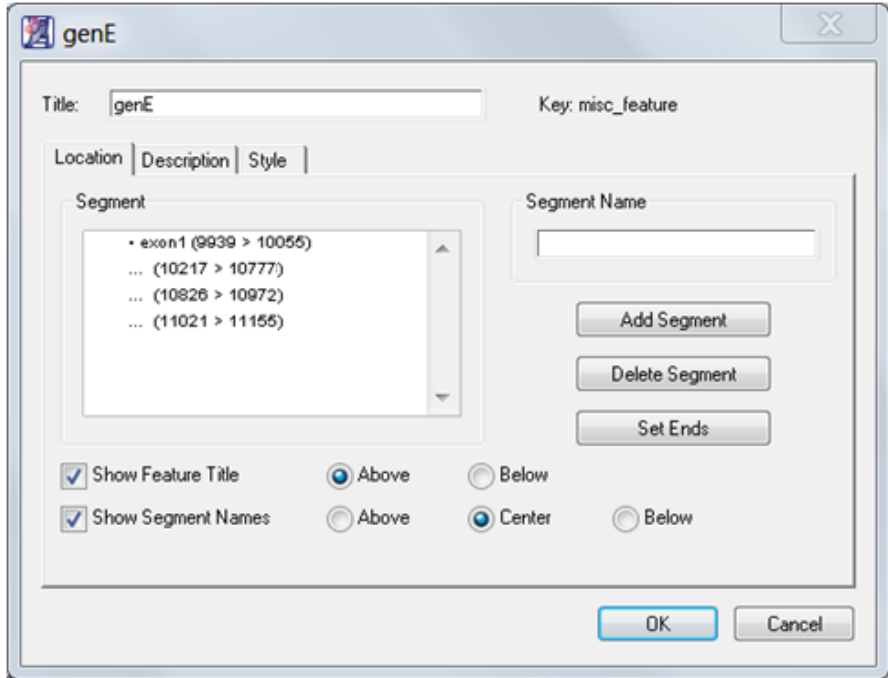 genE
Title: genE Key: misc_feature
Location Description Style
Segment Segment Name
• exon1 (9939 > 10055)
... (10217 > 10777)
... (10826 > 10972)
... (11021 > 11155)
Add Segment
Delete Segment
Set Ends
Show Feature Title Above Below
Show Segment Names Above Center Below
OK Cancel